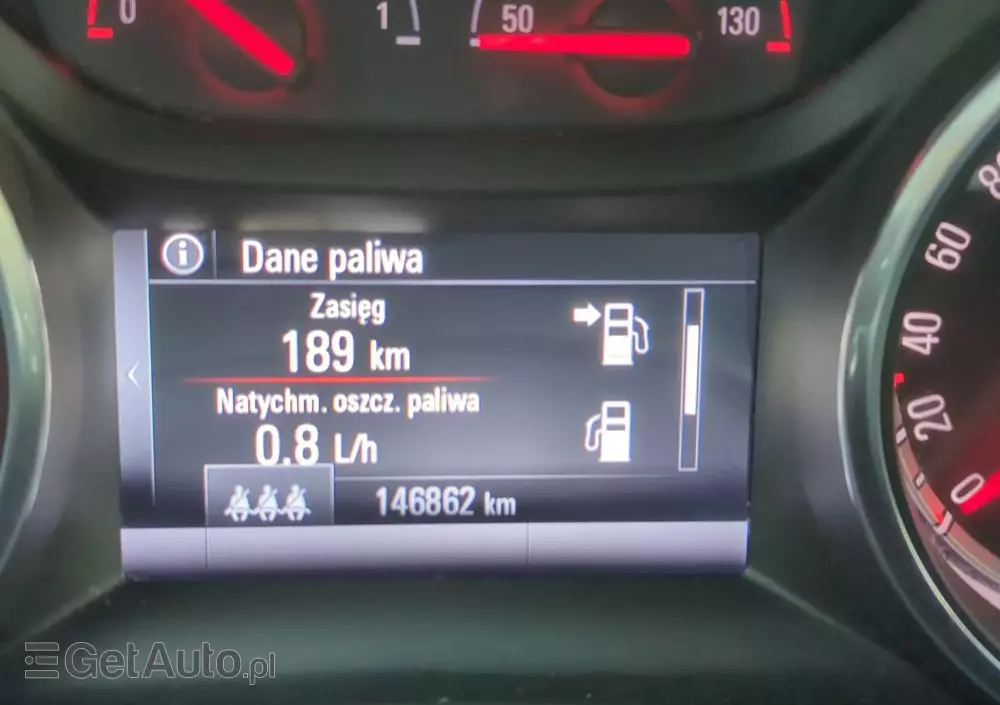 0 1 50 130
Dane paliwa
Zasięg
189 km
Natychm. oszcz. paliwa
0.8 L/h
146862 km
80
60
40
20
0
GetAuto.pl